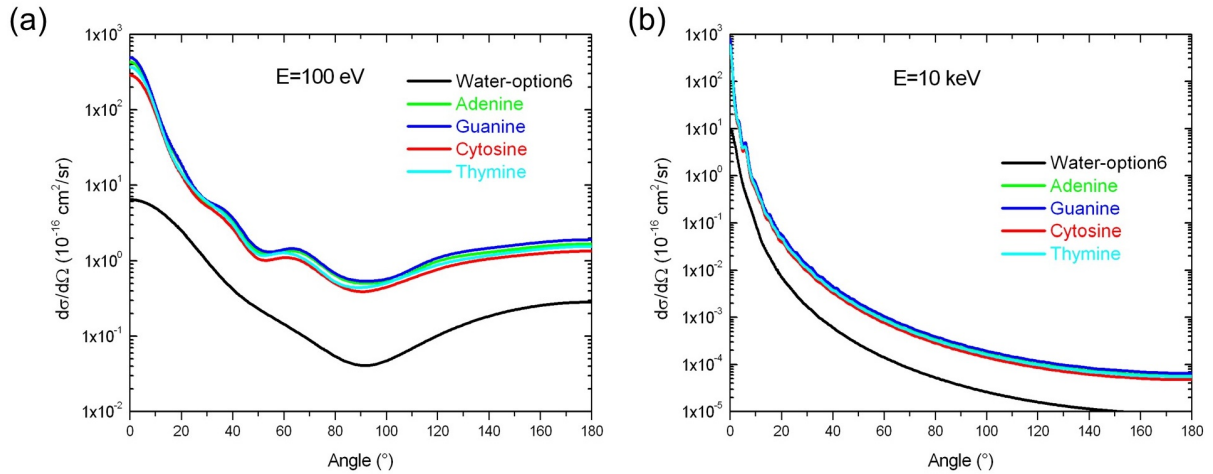 (a)
1x10³
1x10²
1x10¹
1x10⁰
1x10⁻¹
1x10⁻²
dσ/dΩ (10⁻¹⁶ cm²/sr)
E=100 eV
Water-option6
Adenine
Guanine
Cytosine
Thymine
0 20 40 60 80 100 120 140 160 180
Angle (°)
(b)
1x10³
1x10²
1x10¹
1x10⁰
1x10⁻¹
1x10⁻²
1x10⁻³
1x10⁻⁴
1x10⁻⁵
dσ/dΩ (10⁻¹⁶ cm²/sr)
E=10 keV
Water-option6
Adenine
Guanine
Cytosine
Thymine
0 20 40 60 80 100 120 140 160 180
Angle (°)